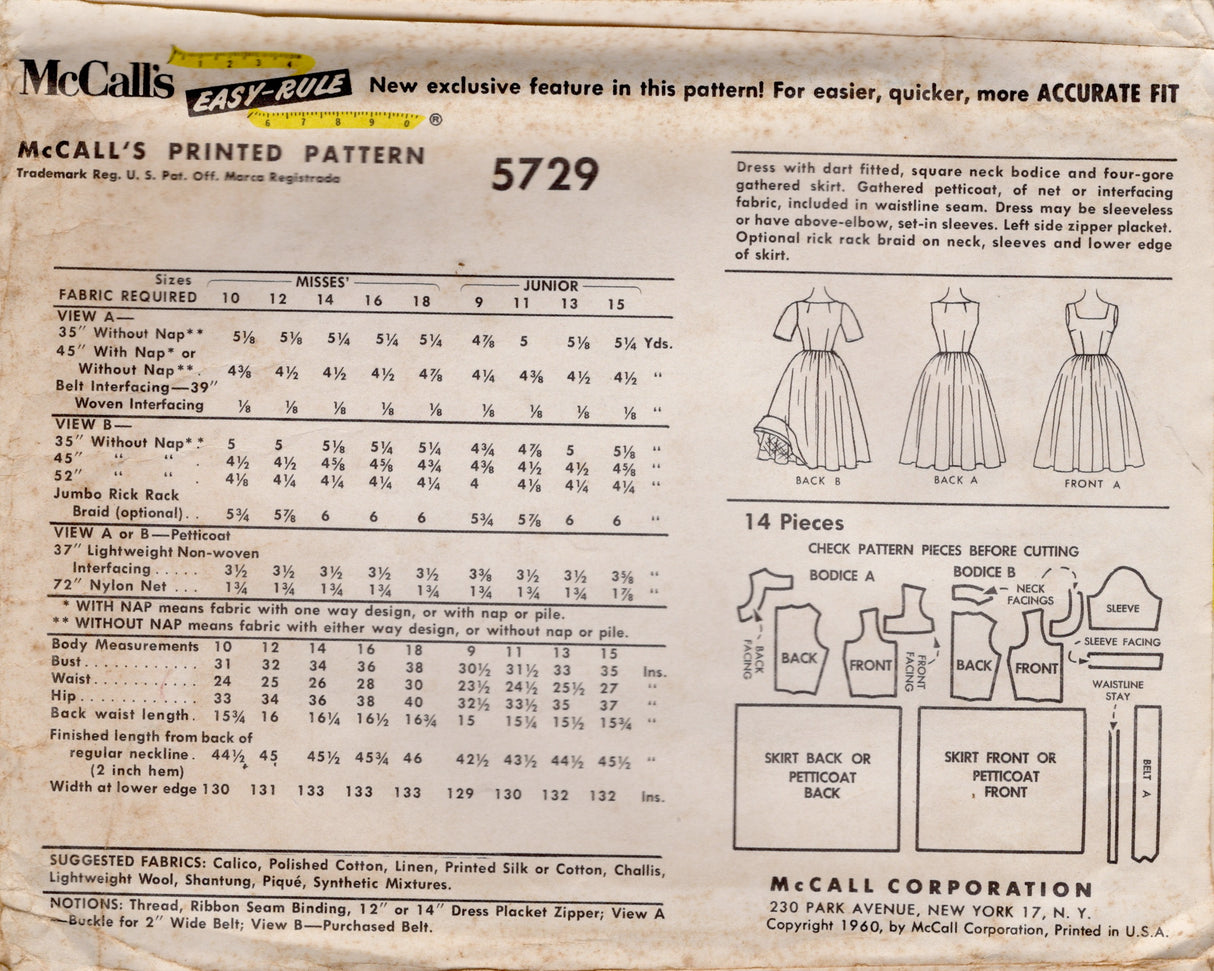 McCall's EASY-RULE ® New exclusive feature in this pattern! For easier, quicker, more ACCURATE FIT
1 2 3 4
6 7 8 9 0
McCALL'S PRINTED PATTERN 5729
Trademark Reg. U. S. Pat. Off. Marca Registrada
Dress with dart fitted, square neck bodice and four-gore
gathered skirt. Gathered petticoat, of net or interfacing
fabric, included in waistline seam. Dress may be sleeveless
or have above-elbow, set-in sleeves. Left side zipper placket.
Optional rick rack braid on neck, sleeves and lower edge
of skirt.
Sizes MISSES' JUNIOR
FABRIC REQUIRED 10 12 14 16 18 9 11 13 15
VIEW A—
35″ Without Nap** 5⅛ 5⅛ 5¼ 5¼ 5¼ 4⅞ 5 5⅛ 5¼ Yds.
45″ With Nap* or
Without Nap**. 4⅜ 4½ 4½ 4½ 4⅞ 4¼ 4⅜ 4½ 4½ “
Belt Interfacing—39″
Woven Interfacing ⅛ ⅛ ⅛ ⅛ ⅛ ⅛ ⅛ ⅛ ⅛ “
VIEW B—
35″ Without Nap**. 5 5 5⅛ 5¼ 5¼ 4¾ 4⅞ 5 5⅛ “
45″ “ “ . 4½ 4½ 4⅝ 4⅝ 4¾ 4⅜ 4½ 4½ 4⅝ “
52″ “ “ . 4⅛ 4¼ 4¼ 4¼ 4¼ 4 4⅛ 4¼ 4¼ “
Jumbo Rick Rack
Braid (optional).. 5¾ 5⅞ 6 6 6 5¾ 5⅞ 6 6 “
VIEW A or B—Petticoat
37″ Lightweight Non-woven
Interfacing ..... 3½ 3½ 3½ 3½ 3½ 3⅜ 3½ 3½ 3⅝ “
72″ Nylon Net ... 1¾ 1¾ 1¾ 1¾ 1¾ 1¾ 1¾ 1¾ 1⅞ “
* WITH NAP means fabric with one way design, or with nap or pile.
** WITHOUT NAP means fabric with either way design, or without nap or pile.
Body Measurements 10 12 14 16 18 9 11 13 15
Bust............ 31 32 34 36 38 30½ 31½ 33 35 Ins.
Waist........... 24 25 26 28 30 23½ 24½ 25½ 27 “
Hip............. 33 34 36 38 40 32½ 33½ 35 37 “
Back waist length. 15¾ 16 16¼ 16½ 16¾ 15 15¼ 15½ 15¾ “
Finished length from back of
regular neckline. 44½ 45 45½ 45¾ 46 42½ 43½ 44½ 45½ “
(2 inch hem)
Width at lower edge 130 131 133 133 133 129 130 132 132 Ins.
SUGGESTED FABRICS: Calico, Polished Cotton, Linen, Printed Silk or Cotton, Challis,
Lightweight Wool, Shantung, Piqué, Synthetic Mixtures.
NOTIONS: Thread, Ribbon Seam Binding, 12″ or 14″ Dress Placket Zipper; View A
—Buckle for 2″ Wide Belt; View B—Purchased Belt.
BACK B BACK A FRONT A
14 Pieces
CHECK PATTERN PIECES BEFORE CUTTING
BODICE A BODICE B
NECK
FACINGS
SLEEVE
BACK
FACING
BACK
FRONT
FRONT
FACING
BACK
FRONT
SLEEVE FACING
WAISTLINE
STAY
SKIRT BACK OR
PETTICOAT
BACK
SKIRT FRONT OR
PETTICOAT
FRONT
BELT A
McCALL CORPORATION
230 PARK AVENUE, NEW YORK 17, N. Y.
Copyright 1960, by McCall Corporation, Printed in U.S.A.